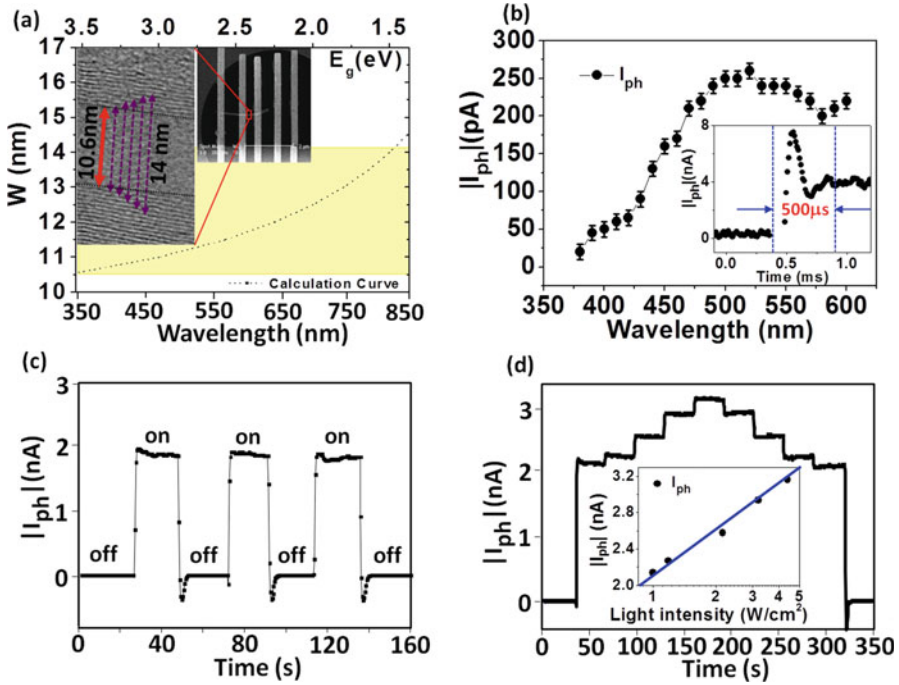 (a)
3.5 3.0 2.5 2.0 1.5
E_g(eV)
W (nm)
17
16
15
14
13
12
11
10
10.6nm
14 nm
Calculation Curve
350 450 550 650 750 850
Wavelength (nm)
(b)
|I_ph|(pA)
300
250
200
150
100
50
0
I_ph
|I_ph|(nA)
8
4
0
500μs
0.0 0.5 1.0
Time (ms)
350 400 450 500 550 600
Wavelength (nm)
(c)
|I_ph| (nA)
3
2
1
0
on on on
off off off off
0 40 80 120 160
Time (s)
(d)
|I_ph| (nA)
3
2
1
0
|I_ph| (nA)
3.2
2.8
2.4
2.0
I_ph
1 2 3 4 5
Light intensity (W/cm²)
0 50 100 150 200 250 300 350
Time (s)